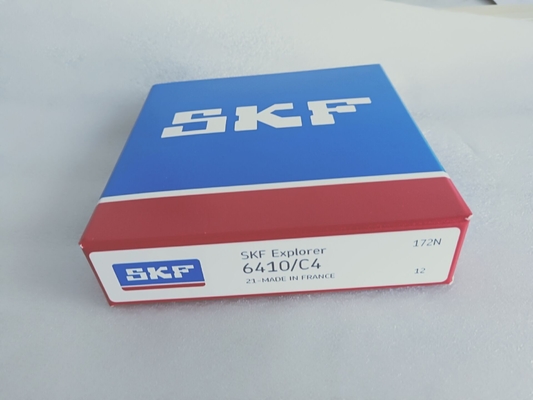 SKF
SKF Explorer
172N
SKF
6410/C4
21-MADE IN FRANCE
12